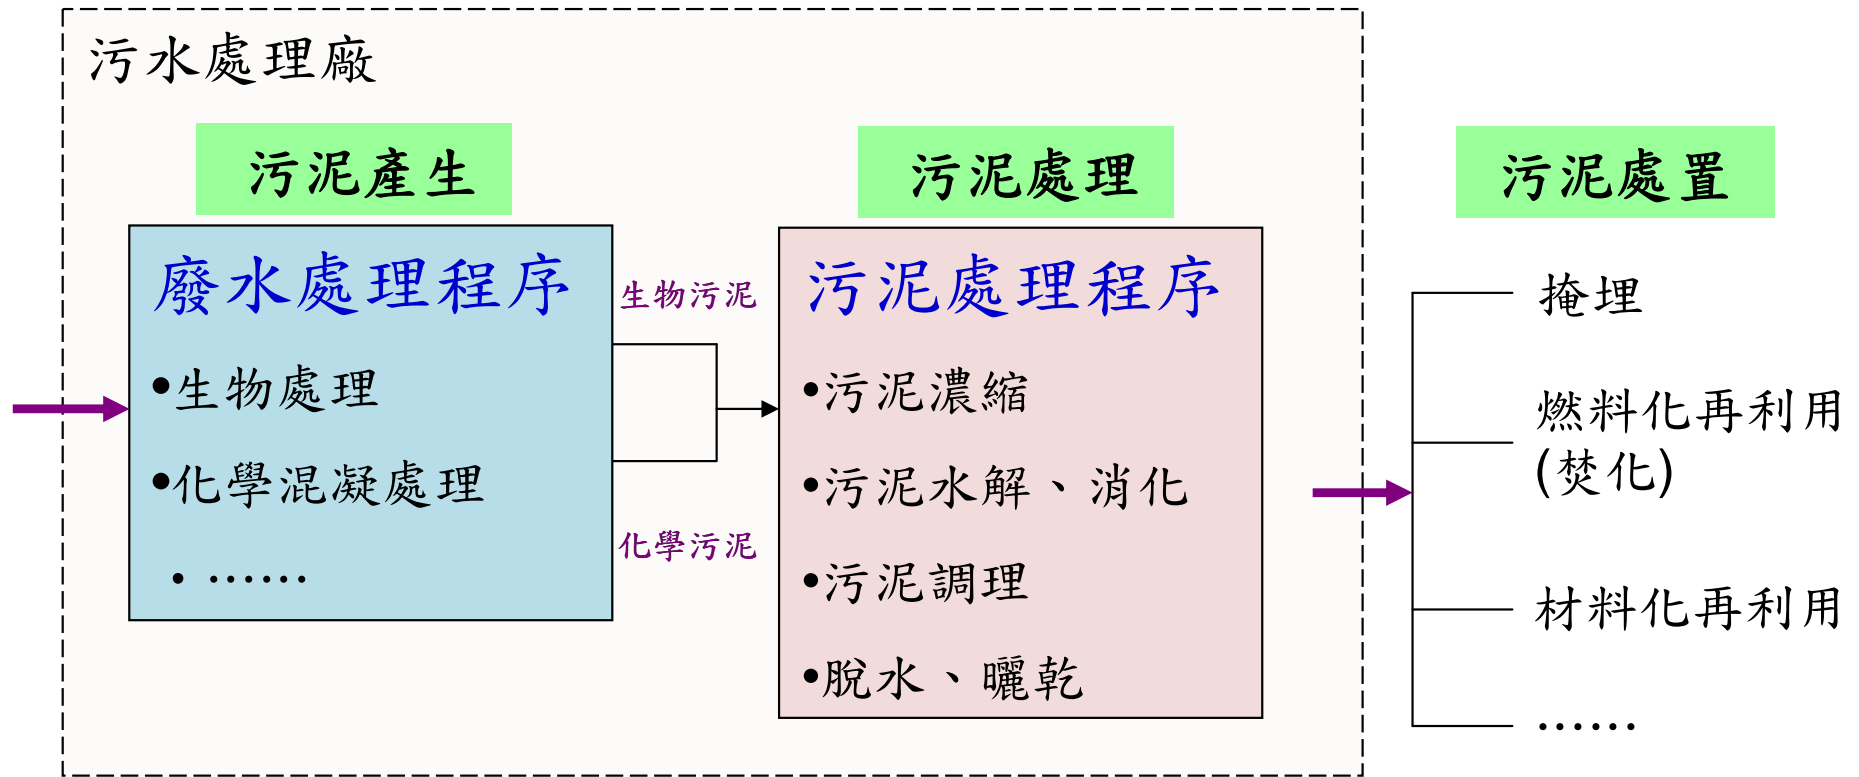 污水處理廠
污泥產生
廢水處理程序
•生物處理
•化學混凝處理
. ……
生物污泥
化學污泥
污泥處理
污泥處理程序
•污泥濃縮
•污泥水解、消化
•污泥調理
•脫水、曬乾
污泥處置
掩埋
燃料化再利用
(焚化)
材料化再利用
……